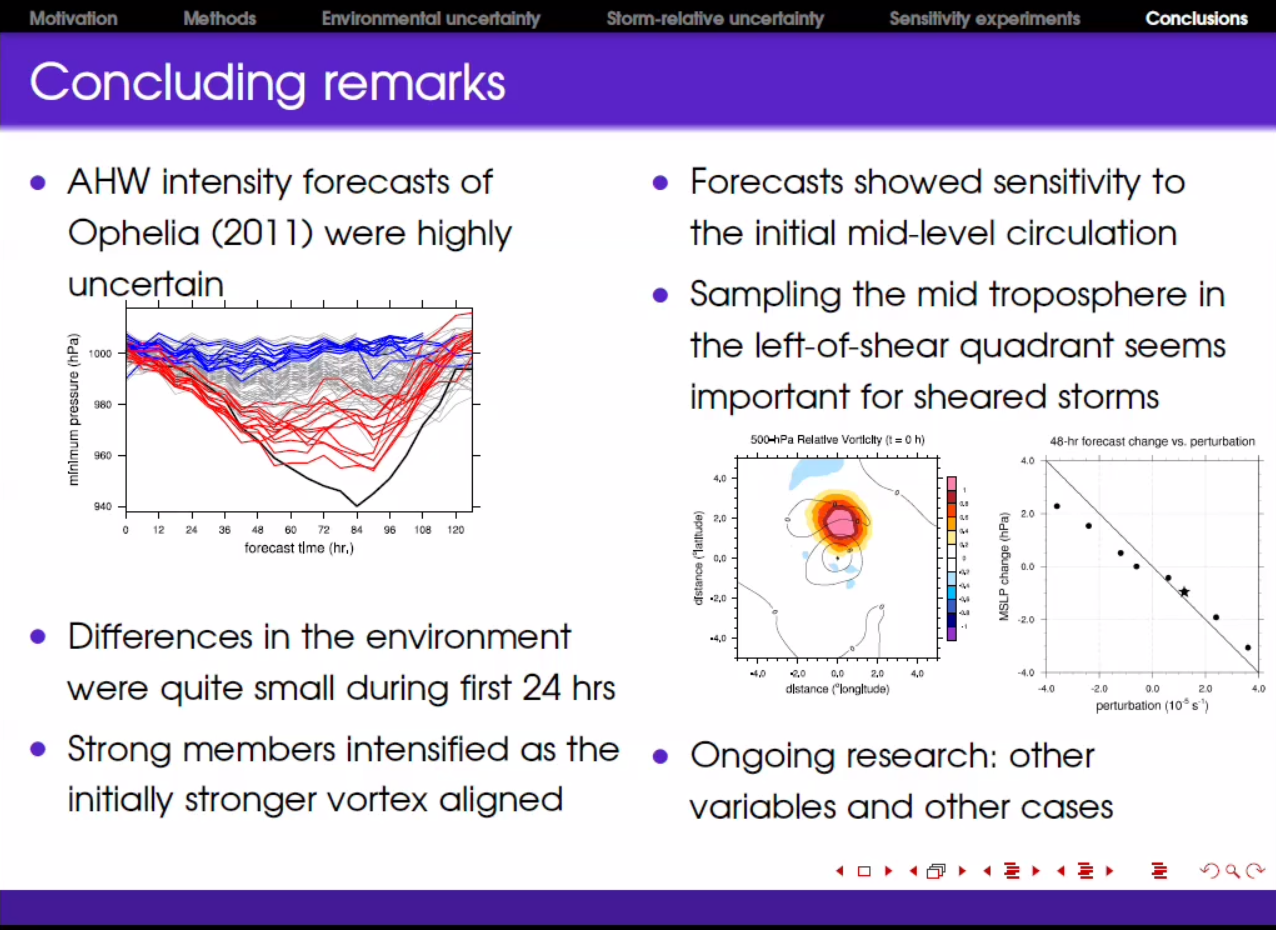 Motivation Methods Environmental uncertainty Storm-relative uncertainty Sensitivity experiments Conclusions
Concluding remarks
AHW intensity forecasts of
Ophelia (2011) were highly
uncertain
minimum pressure (hPa)
1000
980
960
940
0 12 24 36 48 60 72 84 96 108 120
forecast time (hr.)
Differences in the environment
were quite small during first 24 hrs
Strong members intensified as the
initially stronger vortex aligned
Forecasts showed sensitivity to
the initial mid-level circulation
Sampling the mid troposphere in
the left-of-shear quadrant seems
important for sheared storms
500-hPa Relative Vorticity (t = 0 h)
distance (°latitude)
4.0
2.0
0.0
-2.0
-4.0
-4.0 -2.0 0.0 2.0 4.0
distance (°longitude)
1
0.8
0.6
0.4
0.2
0
-0.2
-0.4
-0.6
-0.8
-1
48-hr forecast change vs. perturbation
MSLP change (hPa)
4.0
2.0
0.0
-2.0
-4.0
-4.0 -2.0 0.0 2.0 4.0
perturbation (10⁻⁵ s⁻¹)
Ongoing research: other
variables and other cases